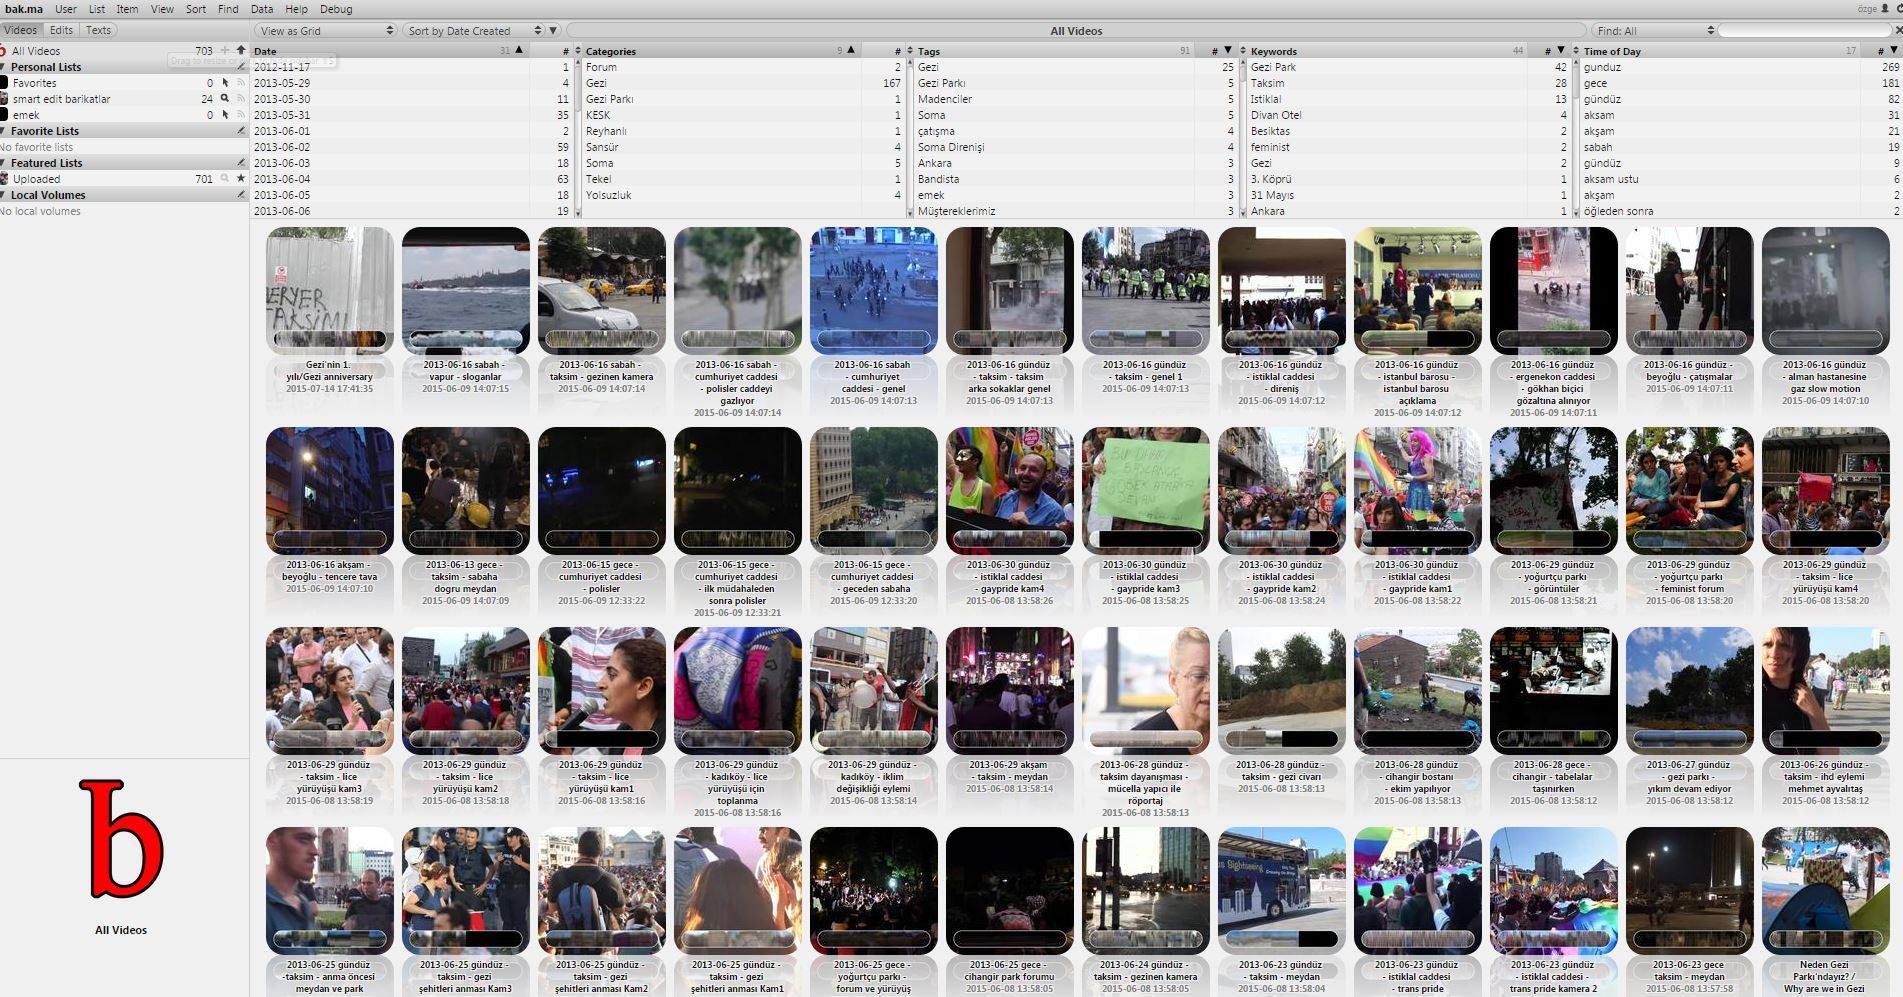 bak.ma User List Item View Sort Find Data Help Debug
özge
Videos Edits Texts
View as Grid
Sort by Date Created
All Videos
Find: All
All Videos 703
Personal Lists
Favorites 0
smart edit barikatlar 24
emek 0
Favorite Lists
No favorite lists
Featured Lists
Uploaded 701
Local Volumes
No local volumes
Date 31 #
2012-11-17 1
2013-05-29 4
2013-05-30 11
2013-05-31 35
2013-06-01 2
2013-06-02 59
2013-06-03 18
2013-06-04 63
2013-06-05 18
2013-06-06 19
Categories 9 #
Forum 2
Gezi 167
Gezi Parkı 1
KESK 1
Reyhanlı 1
Sansür 4
Soma 5
Tekel 1
Yolsuzluk 4
Tags 91 #
Gezi 25
Gezi Parkı 5
Madenciler 5
Soma 5
çatışma 4
Soma Direnişi 4
Ankara 3
Bandista 3
emek 3
Müştereklerimiz 3
Keywords 44 #
Gezi Park 42
Taksim 28
Istiklal 13
Divan Otel 4
Besiktas 2
feminist 2
Gezi 2
3. Köprü 1
31 Mayıs 1
Ankara 1
Time of Day 17 #
gunduz 269
gece 181
gündüz 82
aksam 31
akşam 21
sabah 19
gündüz 9
aksam ustu 6
akşam 2
öğleden sonra 2
Gezi'nin 1.
yılı/Gezi anniversary
2015-07-14 17:41:35
2013-06-16 sabah -
vapur - sloganlar
2015-06-09 14:07:15
2013-06-16 sabah -
taksim - gezinen kamera
2015-06-09 14:07:14
2013-06-16 sabah -
cumhuriyet caddesi
- polisler caddeyi
gazlıyor
2015-06-09 14:07:14
2013-06-16 sabah
- cumhuriyet
caddesi - genel
2015-06-09 14:07:13
2013-06-16 gündüz
- taksim - taksim
arka sokaklar genel
2015-06-09 14:07:13
2013-06-16 gündüz
- taksim - genel 1
2015-06-09 14:07:13
2013-06-16 gündüz
- istiklal caddesi
- direniş
2015-06-09 14:07:12
2013-06-16 gündüz
- istanbul barosu -
istanbul barosu
açıklama
2015-06-09 14:07:12
2013-06-16 gündüz
- ergenekon caddesi
- gökhan biçici
gözaltına alınıyor
2015-06-09 14:07:11
2013-06-16 gündüz -
beyoğlu - çatışmalar
2015-06-09 14:07:11
2013-06-16 gündüz -
alman hastanesine
gaz slow motion
2015-06-09 14:07:10
2013-06-16 akşam -
beyoğlu - tencere tava
2015-06-09 14:07:10
2013-06-13 gece -
taksim - sabaha
dogru meydan
2015-06-09 14:07:09
2013-06-15 gece -
cumhuriyet caddesi
- polisler
2015-06-09 12:33:22
2013-06-15 gece -
cumhuriyet caddesi
- ilk müdahaleden
sonra polisler
2015-06-09 12:33:21
2013-06-15 gece -
cumhuriyet caddesi
- geceden sabaha
2015-06-09 12:33:20
2013-06-30 gündüz
- istiklal caddesi
- gaypride kam4
2015-06-08 13:58:26
2013-06-30 gündüz
- istiklal caddesi
- gaypride kam3
2015-06-08 13:58:25
2013-06-30 gündüz
- istiklal caddesi
- gaypride kam2
2015-06-08 13:58:24
2013-06-30 gündüz
- istiklal caddesi
- gaypride kam1
2015-06-08 13:58:22
2013-06-29 gündüz
- yoğurtçu parkı
- görüntüler
2015-06-08 13:58:21
2013-06-29 gündüz
- yoğurtçu parkı
- feminist forum
2015-06-08 13:58:20
2013-06-29 gündüz
- taksim - lice
yürüyüşü kam4
2015-06-08 13:58:20
2013-06-29 gündüz
- taksim - lice
yürüyüşü kam3
2015-06-08 13:58:19
2013-06-29 gündüz
- taksim - lice
yürüyüşü kam2
2015-06-08 13:58:18
2013-06-29 gündüz
- taksim - lice
yürüyüşü kam1
2015-06-08 13:58:16
2013-06-29 gündüz
- kadıköy - lice
yürüyüşü için
toplanma
2015-06-08 13:58:16
2013-06-29 gündüz -
kadıköy - iklim
değişikliği eylemi
2015-06-08 13:58:14
2013-06-29 akşam
- taksim - meydan
2015-06-08 13:58:14
2013-06-28 gündüz -
taksim dayanışması -
mücella yapıcı ile
röportaj
2015-06-08 13:58:13
2013-06-28 gündüz -
taksim - gezi civarı
2015-06-08 13:58:13
2013-06-28 gündüz
- cihangir bostanı
- ekim yapılıyor
2015-06-08 13:58:13
2013-06-28 gece -
cihangir - tabelalar
taşınırken
2015-06-08 13:58:12
2013-06-27 gündüz
- gezi parkı -
yıkım devam ediyor
2015-06-08 13:58:12
2013-06-26 gündüz -
taksim - ihd eylemi
mehmet ayvalıtaş
2015-06-08 13:58:12
b
All Videos
2013-06-25 gündüz
-taksim - anma öncesi
meydan ve park
2013-06-25 gündüz
- taksim - gezi
şehitleri anması Kam3
2013-06-25 gündüz -
taksim - gezi
şehitleri anması Kam2
2013-06-25 gündüz -
taksim - gezi
şehitleri anması Kam1
2013-06-25 gece -
yoğurtçu parkı -
forum ve yürüyüş
2013-06-25 gece -
cihangir park forumu
2015-06-08 13:58:05
2013-06-24 gündüz -
taksim - gezinen kamera
2015-06-08 13:58:05
2013-06-23 gündüz
- taksim - meydan
2015-06-08 13:58:04
2013-06-23 gündüz
- istiklal caddesi
- trans pride
2013-06-23 gündüz
- istiklal caddesi -
trans pride kamera 2
2013-06-23 gece
taksim - meydan
2015-06-08 13:57:58
Neden Gezi
Parkı'ndayız? /
Why are we in Gezi